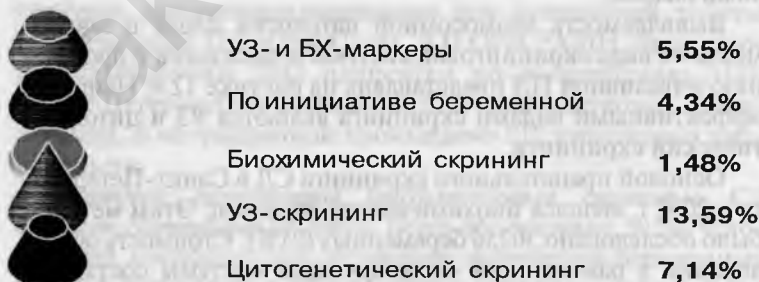 УЗ- и БХ-маркеры 5,55%
По инициативе беременной 4,34%
Биохимический скрининг 1,48%
УЗ-скрининг 13,59%
Цитогенетический скрининг 7,14%